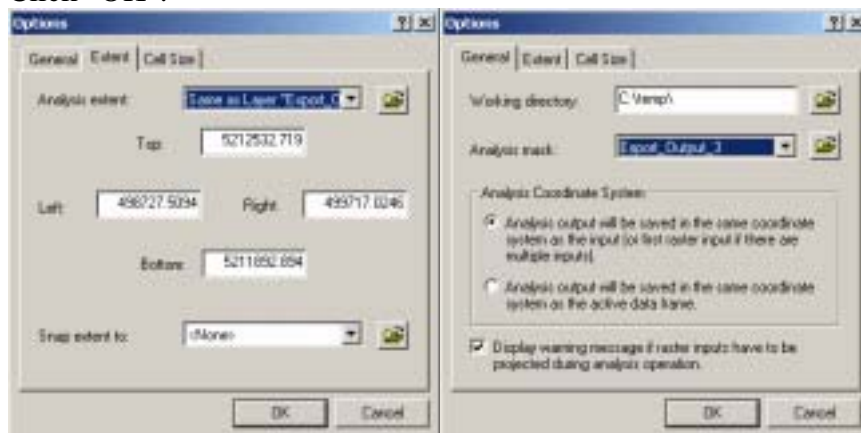 Click "OK".
Options
General Extent Cell Size
Analysis extent: Same as Layer "Export_O
Top: 5212532.719
Left: 498727.5094 Right: 499717.0246
Bottom: 5211892.894
Snap extent to: <None>
OK Cancel
Options
General Extent Cell Size
Working directory: C:\temp\
Analysis mask: Export_Output_3
Analysis Coordinate System
Analysis output will be saved in the same coordinate
system as the input (or first raster input if there are
multiple inputs).
Analysis output will be saved in the same coordinate
system as the active data frame.
Display warning message if raster inputs have to be
projected during analysis operation.
OK Cancel